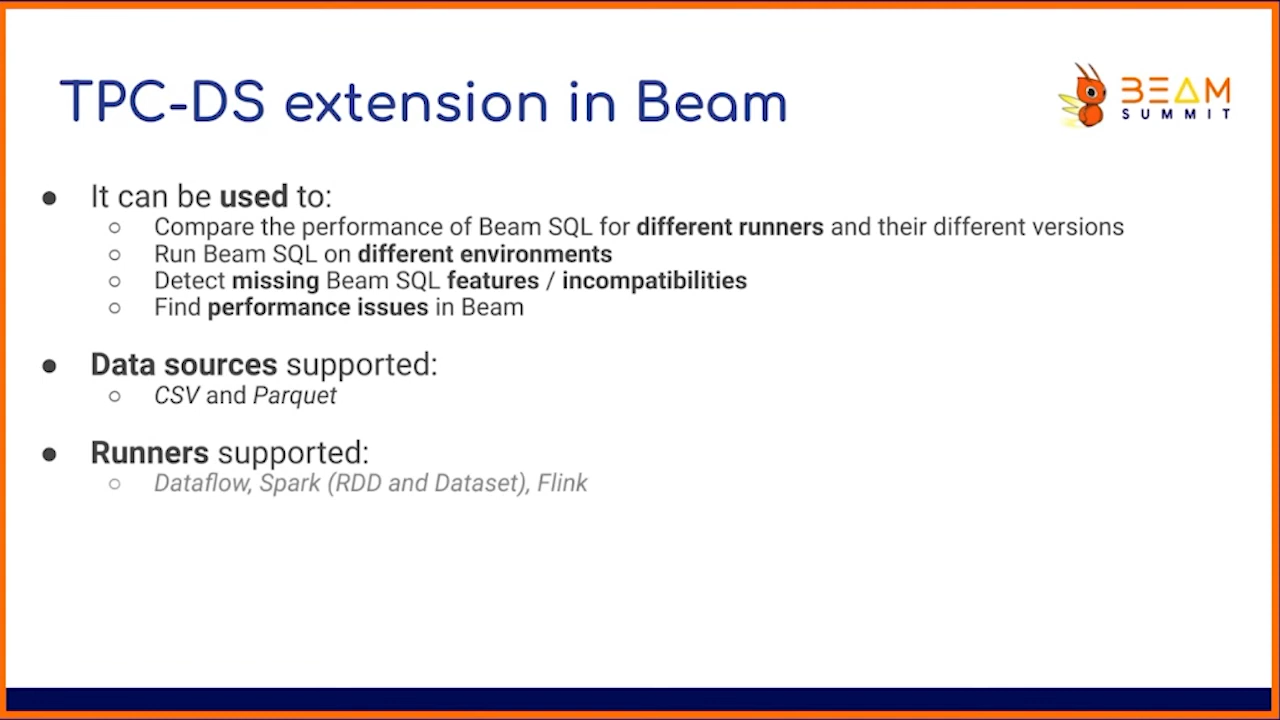 TPC-DS extension in Beam
BEAM
SUMMIT
● It can be used to:
○ Compare the performance of Beam SQL for different runners and their different versions
○ Run Beam SQL on different environments
○ Detect missing Beam SQL features / incompatibilities
○ Find performance issues in Beam
● Data sources supported:
○ CSV and Parquet
● Runners supported:
○ Dataflow, Spark (RDD and Dataset), Flink